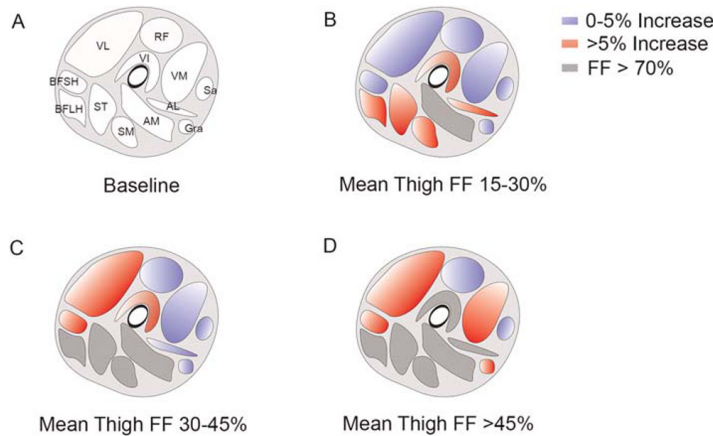 A
VL
RF
VI
VM
BFSH
Sa
BFLH
ST
AL
AM
Gra
SM
Baseline
B
0-5% Increase
>5% Increase
FF > 70%
Mean Thigh FF 15-30%
C
Mean Thigh FF 30-45%
D
Mean Thigh FF >45%